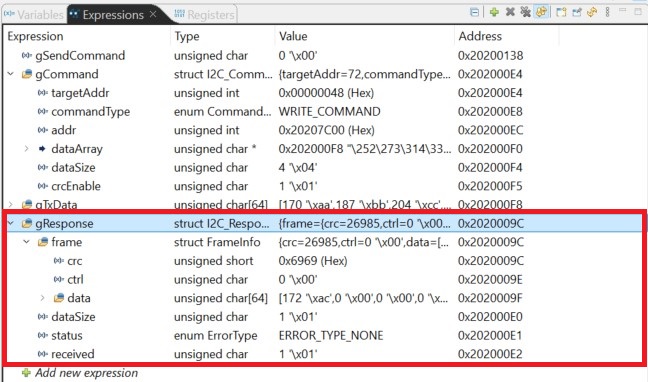 (x)= Variables Expressions Registers
Expression Type Value Address
(x)= gSendCommand unsigned char 0 '\x00' 0x20200138
gCommand struct I2C_Comm... {targetAddr=72,commandType... 0x202000E4
(x)= targetAddr unsigned int 0x00000048 (Hex) 0x202000E4
(x)= commandType enum Command... WRITE_COMMAND 0x202000E8
(x)= addr unsigned int 0x20207C00 (Hex) 0x202000EC
dataArray unsigned char * 0x202000F8 "\252\273\314\33... 0x202000F0
(x)= dataSize unsigned char 4 '\x04' 0x202000F4
(x)= crcEnable unsigned char 1 '\x01' 0x202000F5
gTxData unsigned char[64] [170 '\xaa',187 '\xbb',204 '\xcc',... 0x202000F8
gResponse struct I2C_Respo... {frame={crc=26985,ctrl=0 '\x00... 0x2020009C
frame struct FrameInfo {crc=26985,ctrl=0 '\x00',data=[... 0x2020009C
(x)= crc unsigned short 0x6969 (Hex) 0x2020009C
(x)= ctrl unsigned char 0 '\x00' 0x2020009E
data unsigned char[64] [172 '\xac',0 '\x00',0 '\x00',0 '\x... 0x2020009F
(x)= dataSize unsigned char 1 '\x01' 0x202000E0
(x)= status enum ErrorType ERROR_TYPE_NONE 0x202000E1
(x)= received unsigned char 1 '\x01' 0x202000E2
Add new expression